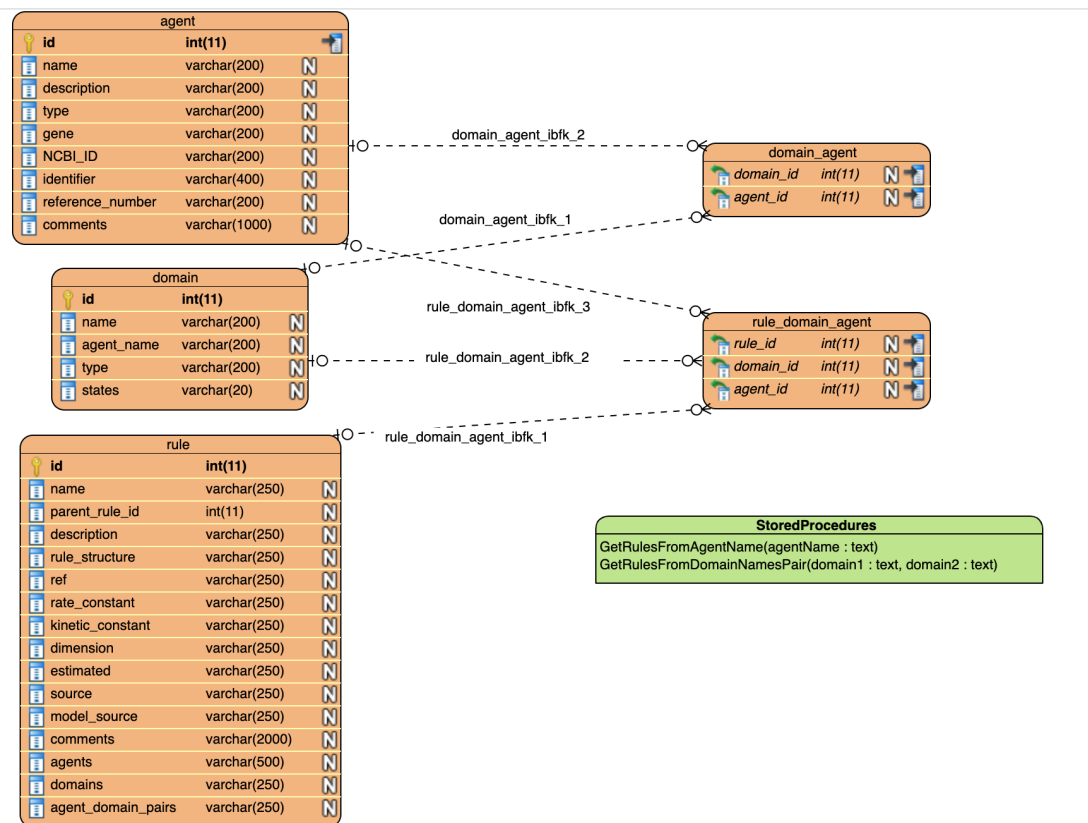 agent
id int(11)
name varchar(200) N
description varchar(200) N
type varchar(200) N
gene varchar(200) N
NCBI_ID varchar(200) N
identifier varchar(400) N
reference_number varchar(200) N
comments varchar(1000) N
domain_agent_ibfk_2
domain_agent
domain_id int(11) N
agent_id int(11) N
domain_agent_ibfk_1
domain
id int(11)
name varchar(200) N
agent_name varchar(200) N
type varchar(200) N
states varchar(20) N
rule_domain_agent_ibfk_3
rule_domain_agent_ibfk_2
rule_domain_agent
rule_id int(11) N
domain_id int(11) N
agent_id int(11) N
rule_domain_agent_ibfk_1
rule
id int(11)
name varchar(250) N
parent_rule_id int(11) N
description varchar(250) N
rule_structure varchar(250) N
ref varchar(250) N
rate_constant varchar(250) N
kinetic_constant varchar(250) N
dimension varchar(250) N
estimated varchar(250) N
source varchar(250) N
model_source varchar(250) N
comments varchar(2000) N
agents varchar(500) N
domains varchar(250) N
agent_domain_pairs varchar(250) N
StoredProcedures
GetRulesFromAgentName(agentName : text)
GetRulesFromDomainNamesPair(domain1 : text, domain2 : text)